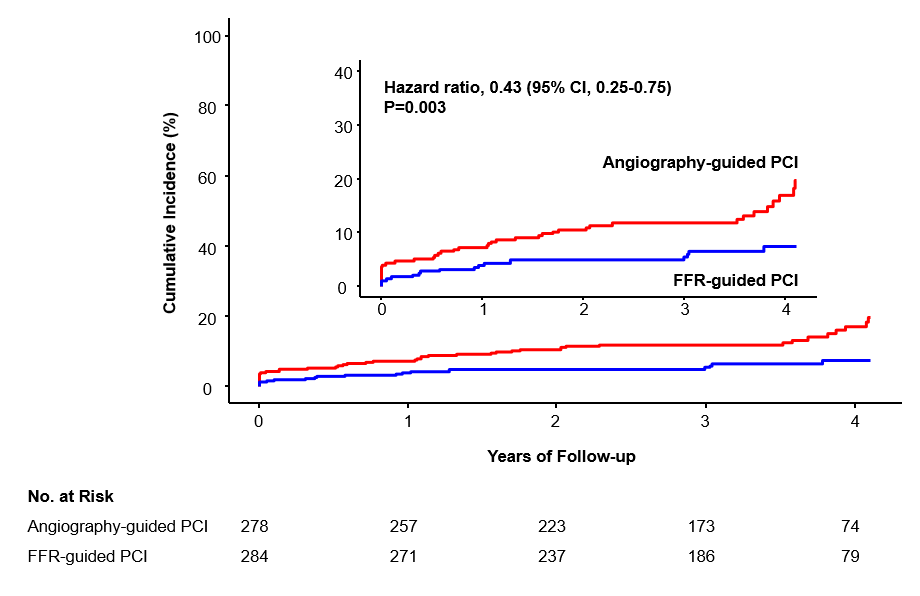 100
80
60
40
20
0
Cumulative Incidence (%)
40
30
20
10
0
Hazard ratio, 0.43 (95% CI, 0.25-0.75)
P=0.003
Angiography-guided PCI
FFR-guided PCI
0 1 2 3 4
0 1 2 3 4
Years of Follow-up
No. at Risk
Angiography-guided PCI 278 257 223 173 74
FFR-guided PCI 284 271 237 186 79